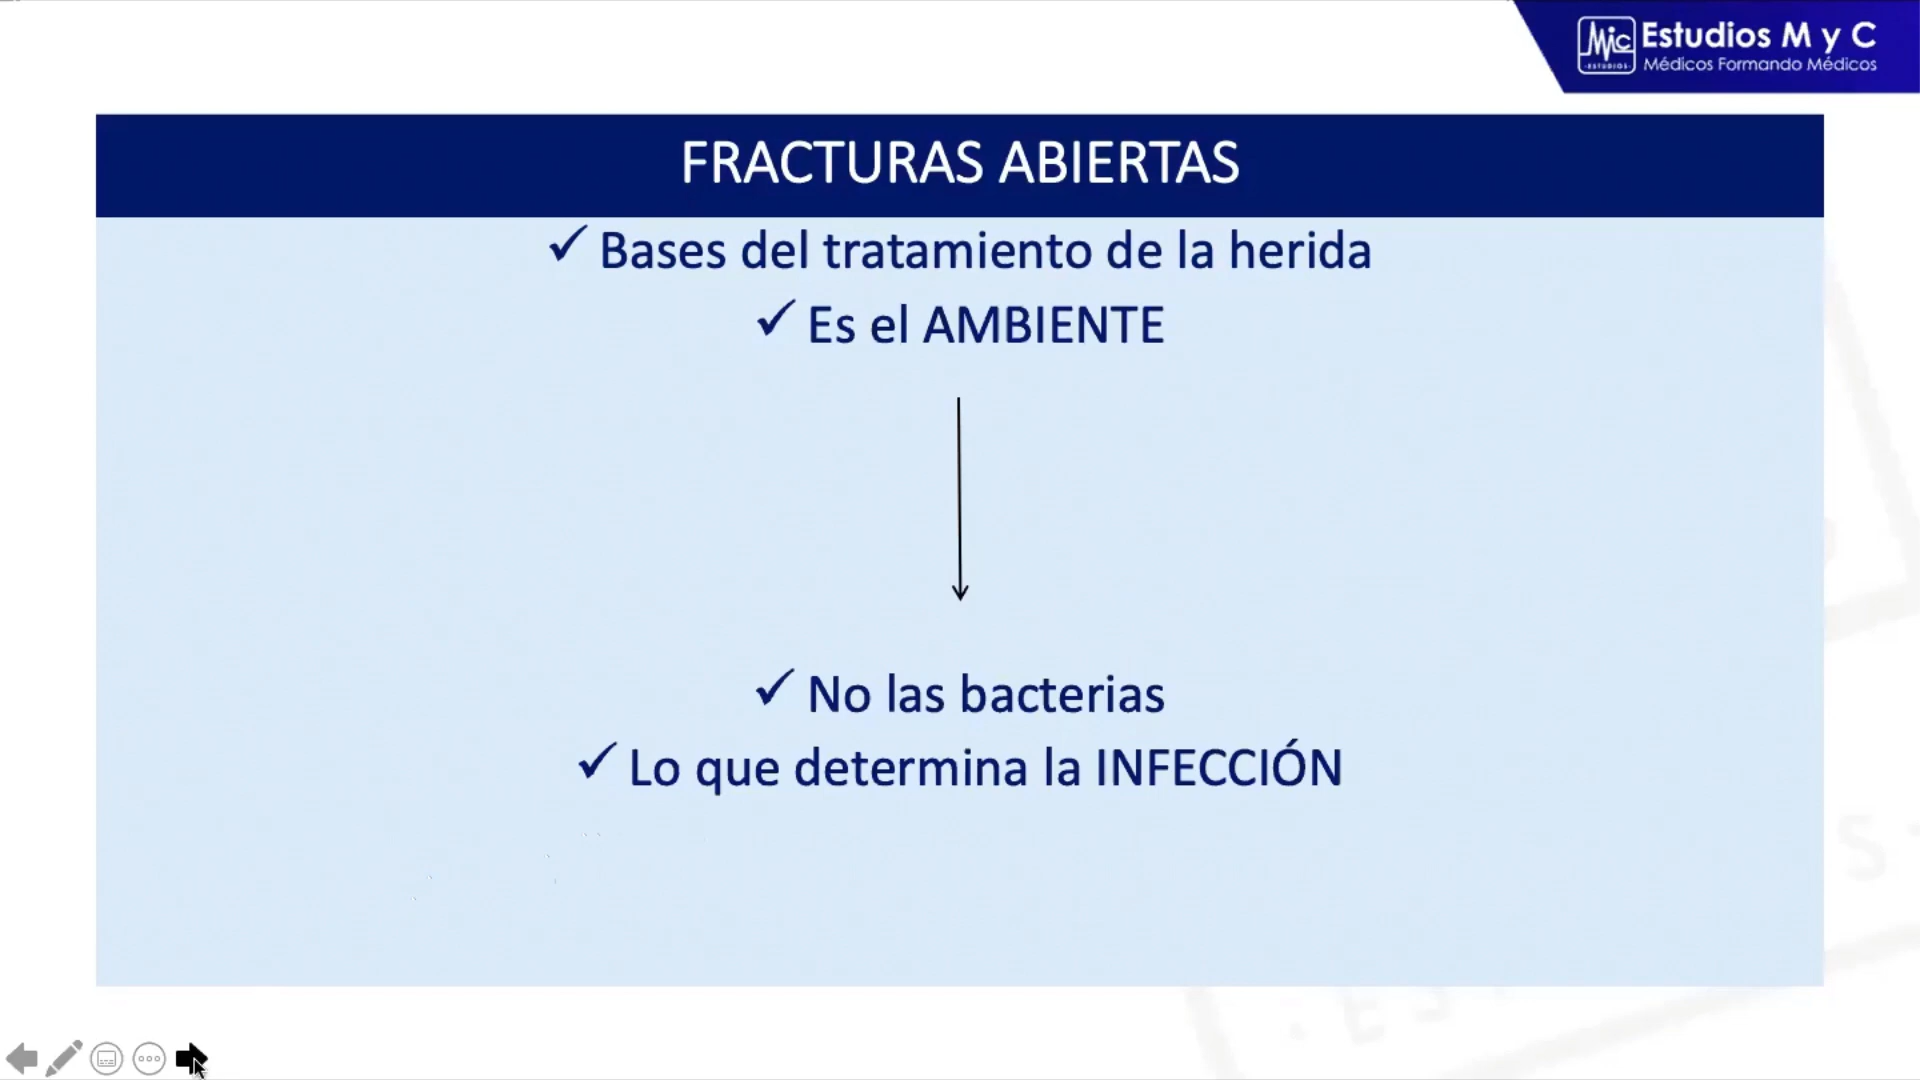 Estudios M y C
Médicos Formando Médicos
FRACTURAS ABIERTAS
✓ Bases del tratamiento de la herida
✓ Es el AMBIENTE
✓ No las bacterias
✓ Lo que determina la INFECCIÓN